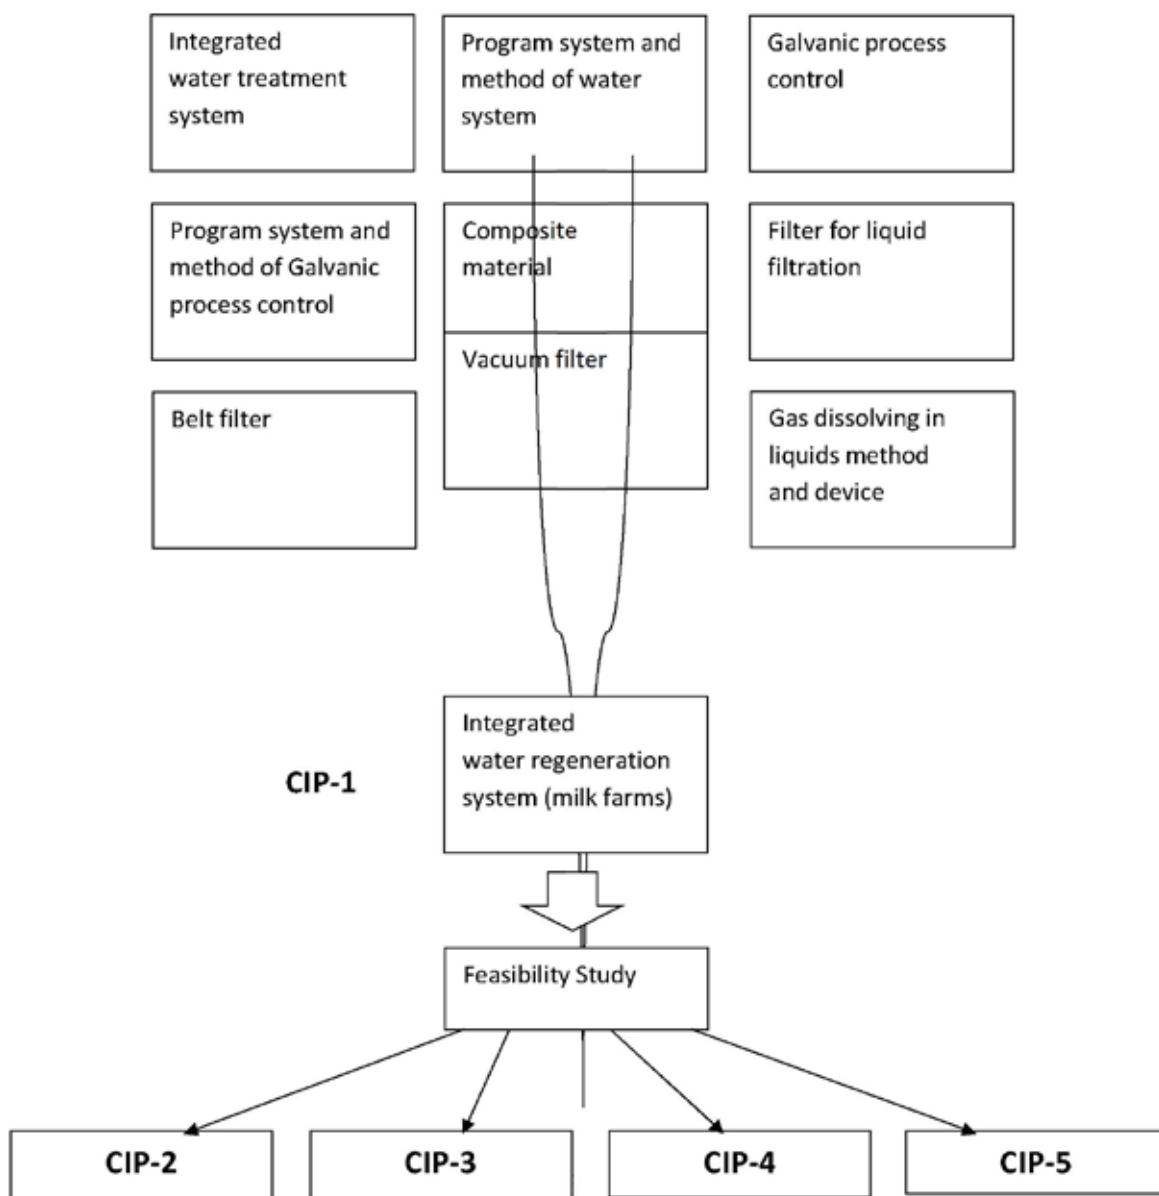 Integrated
water treatment
system
Program system and
method of water
system
Galvanic process
control
Program system and
method of Galvanic
process control
Composite
material
Filter for liquid
filtration
Vacuum filter
Belt filter
Gas dissolving in
liquids method
and device
Integrated
water regeneration
system (milk farms)
CIP-1
Feasibility Study
CIP-2
CIP-3
CIP-4
CIP-5